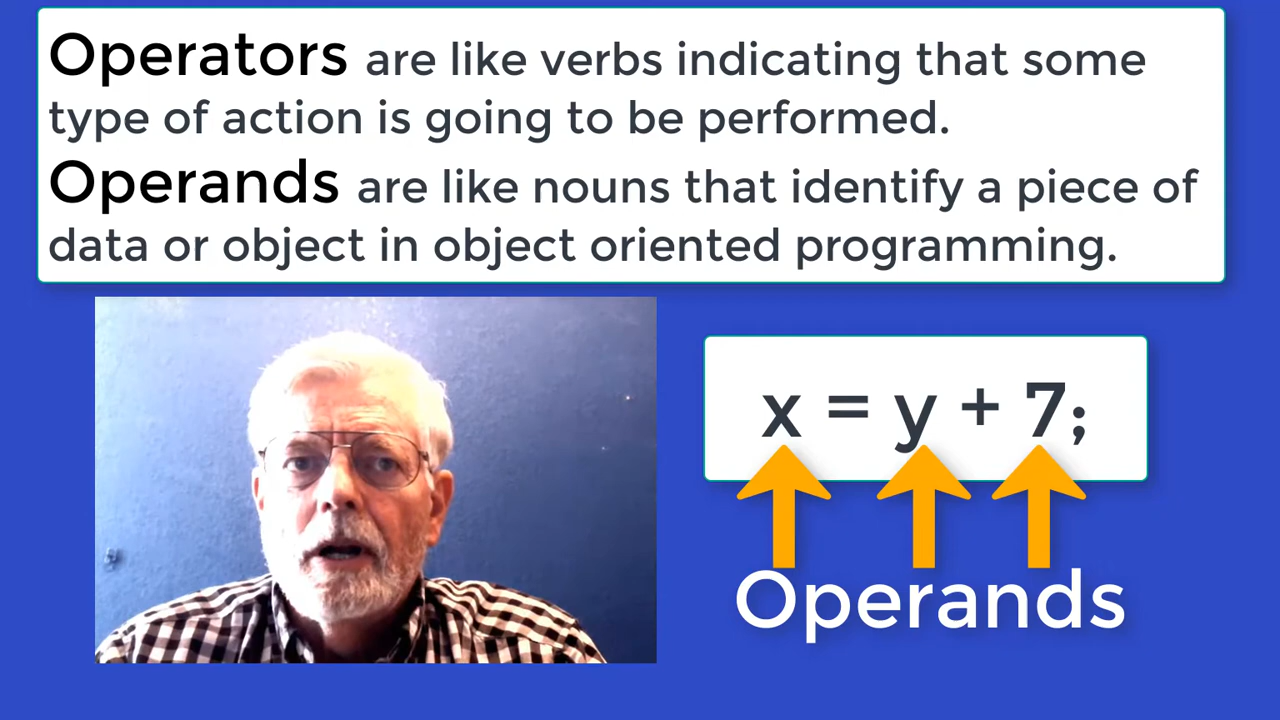 Operators are like verbs indicating that some
type of action is going to be performed.
Operands are like nouns that identify a piece of
data or object in object oriented programming.
x = y + 7;
Operands